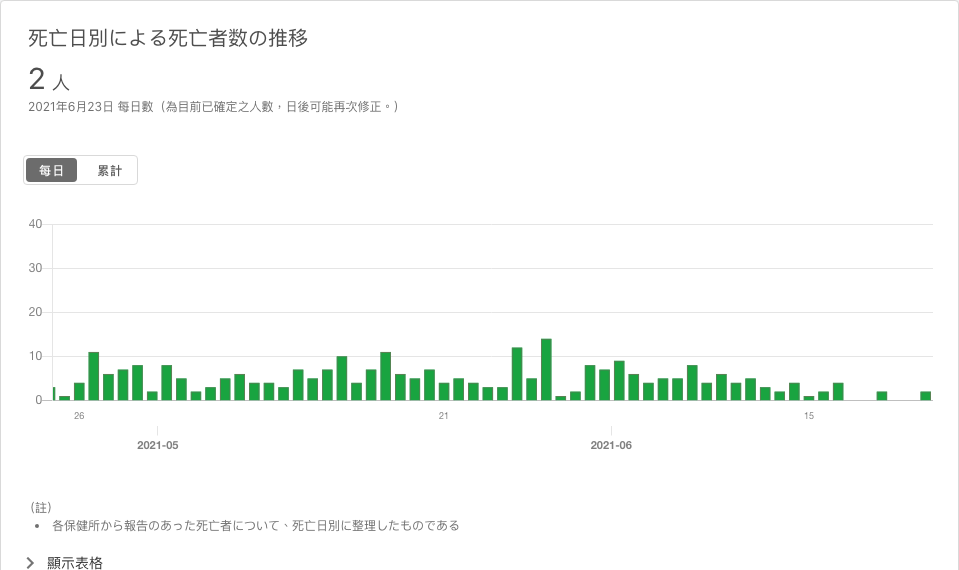 死亡日別による死亡者数の推移
2 人
2021年6月23日 每日數（為目前已確定之人數，日後可能再次修正。）
每日 累計
40
30
20
10
0
26 21 15
2021-05 2021-06
（註）
• 各保健所から報告のあった死亡者について、死亡日別に整理したものである
顯示表格